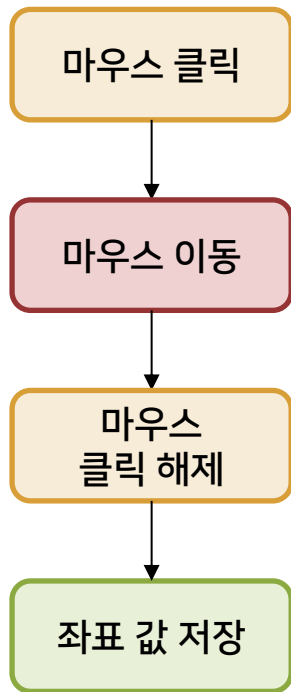 마우스 클릭
마우스 이동
마우스
클릭 해제
좌표 값 저장